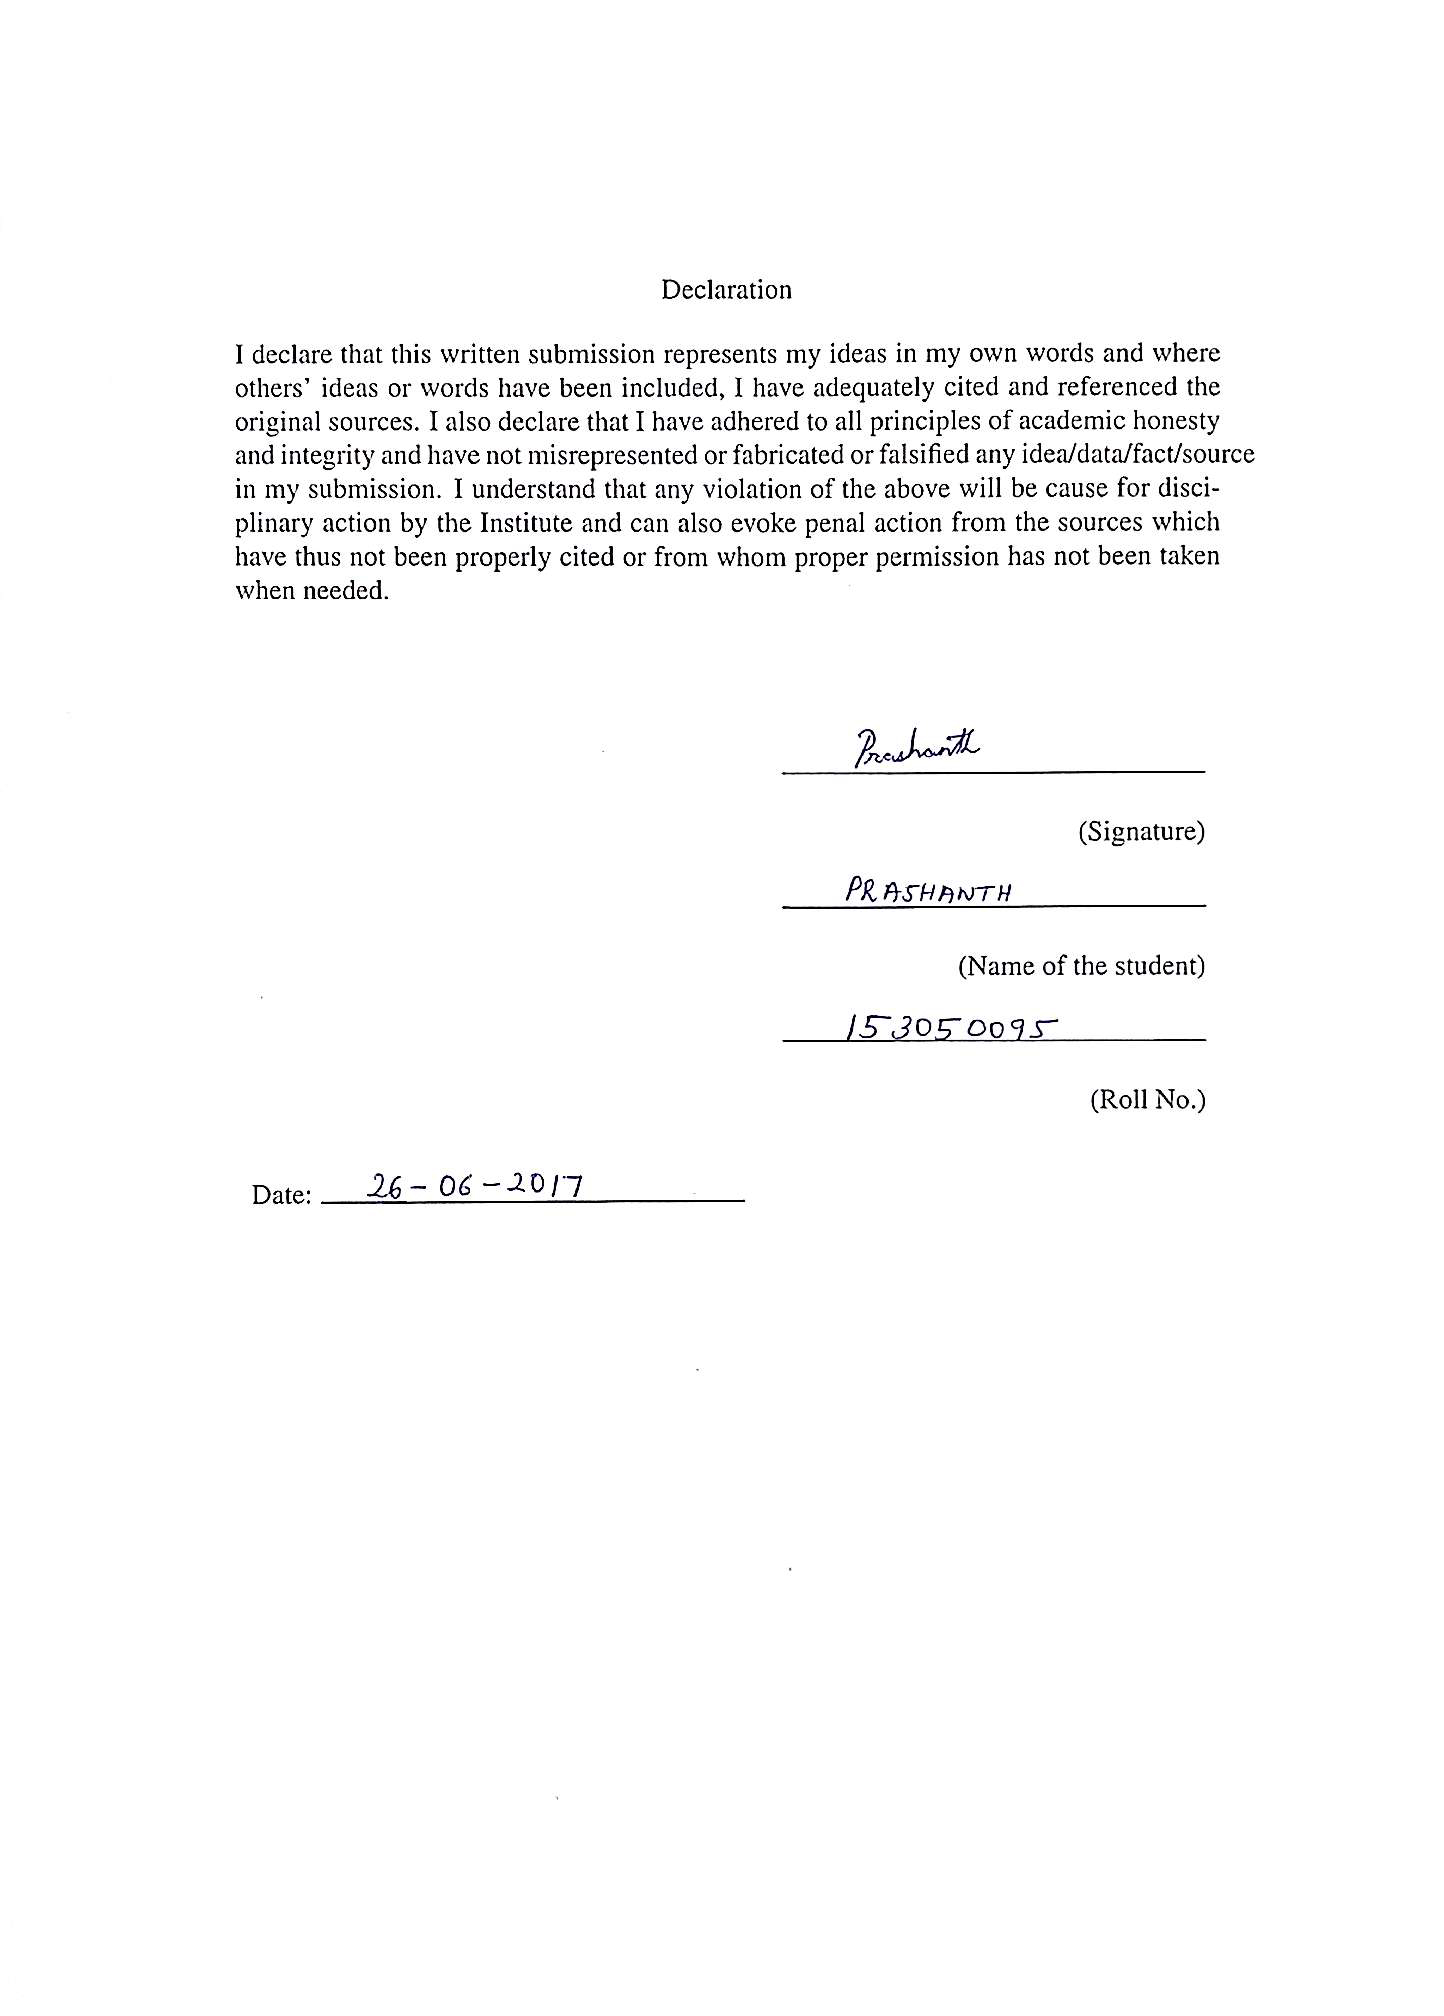 Declaration
I declare that this written submission represents my ideas in my own words and where
others’ ideas or words have been included, I have adequately cited and referenced the
original sources. I also declare that I have adhered to all principles of academic honesty
and integrity and have not misrepresented or fabricated or falsified any idea/data/fact/source
in my submission. I understand that any violation of the above will be cause for disci-
plinary action by the Institute and can also evoke penal action from the sources which
have thus not been properly cited or from whom proper permission has not been taken
when needed.
Prashanth
(Signature)
PRASHANTH
(Name of the student)
153050095
(Roll No.)
Date: 26-06-2017